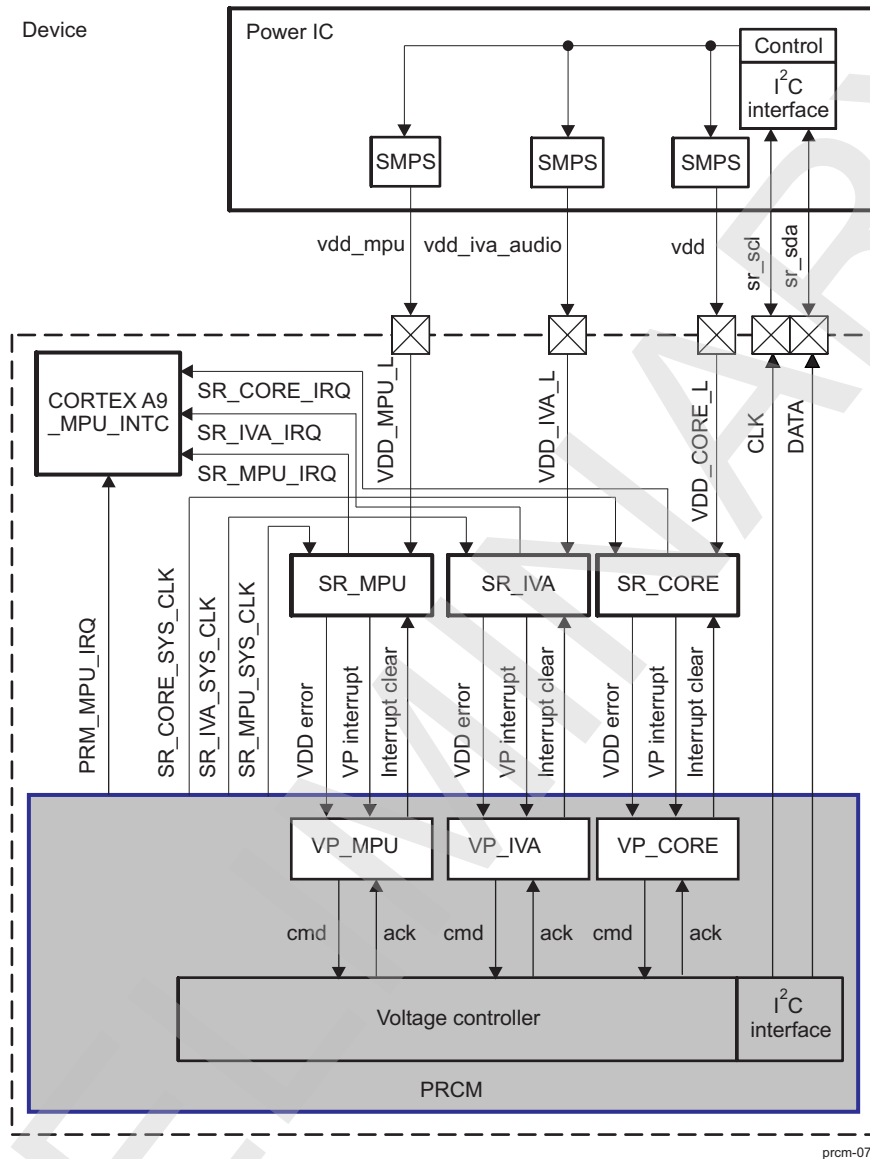 Device
Power IC
Control
I2C
interface
SMPS
SMPS
SMPS
vdd_mpu
vdd_iva_audio
vdd
sr_scl
sr_sda
CORTEX A9
_MPU_INTC
SR_CORE_IRQ
SR_IVA_IRQ
SR_MPU_IRQ
VDD_MPU_L
VDD_IVA_L
VDD_CORE_L
CLK
DATA
SR_MPU
SR_IVA
SR_CORE
PRM_MPU_IRQ
SR_CORE_SYS_CLK
SR_IVA_SYS_CLK
SR_MPU_SYS_CLK
VDD error
VP interrupt
Interrupt clear
VDD error
VP interrupt
Interrupt clear
VDD error
VP interrupt
Interrupt clear
VP_MPU
VP_IVA
VP_CORE
cmd
ack
cmd
ack
cmd
ack
Voltage controller
I2C
interface
PRCM
prcm-07